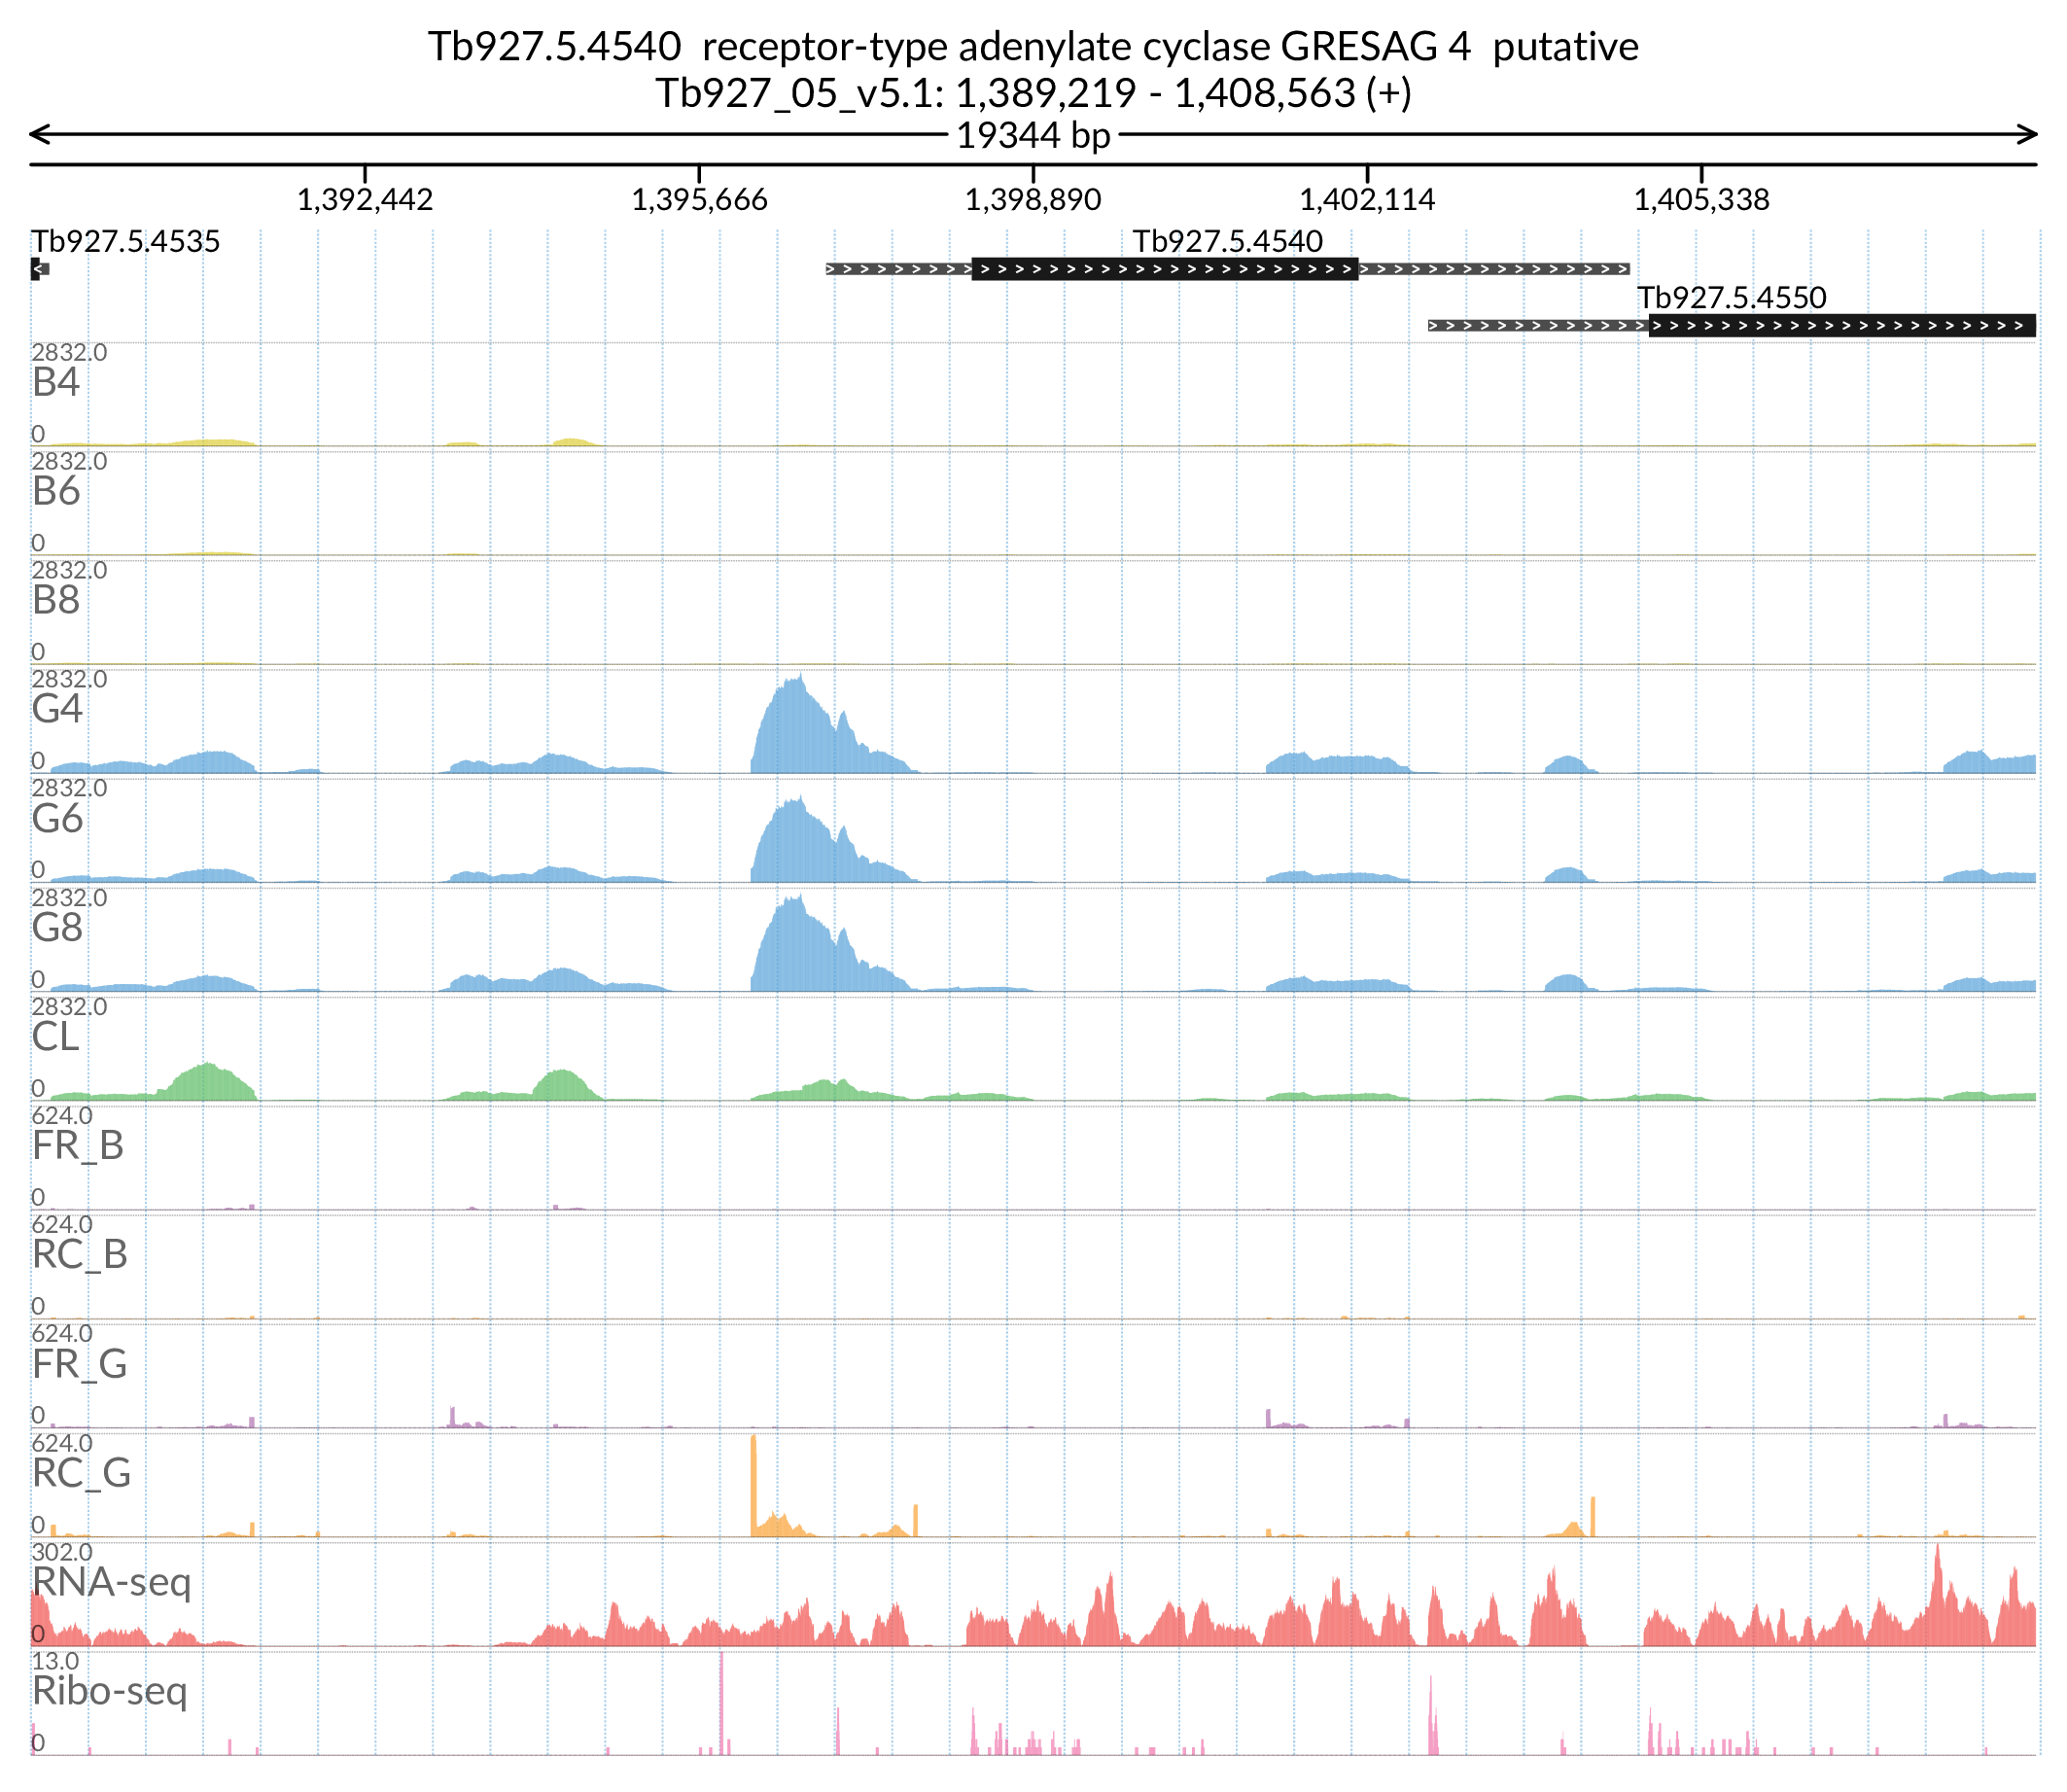 Tb927.5.4540 receptor-type adenylate cyclase GRESAG 4 putative
Tb927_05_v5.1: 1,389,219 - 1,408,563 (+)
19344 bp
1,392,442 1,395,666 1,398,890 1,402,114 1,405,338
Tb927.5.4535 Tb927.5.4540
Tb927.5.4550
2832.0
B4
0
2832.0
B6
0
2832.0
B8
0
2832.0
G4
0
2832.0
G6
0
2832.0
G8
0
2832.0
CL
0
624.0
FR_B
0
624.0
RC_B
0
624.0
FR_G
0
624.0
RC_G
0
302.0
RNA-seq
0
13.0
Ribo-seq
0